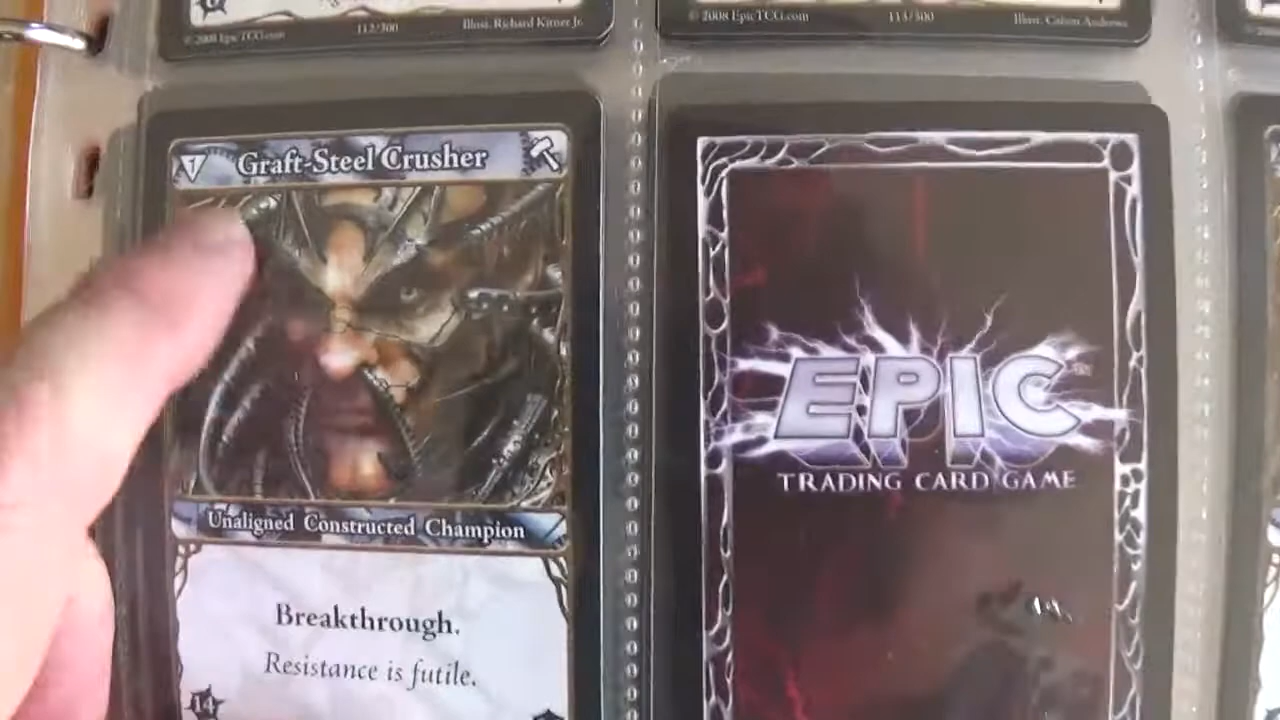 © 2008 EpicTCG.com 112/300 Illust. Richard Kirner Jr.
© 2008 EpicTCG.com 113/300 Illust. Carson Andrews
1 Graft-Steel Crusher
EPIC
TRADING CARD GAME
Unaligned Constructed Champion
Breakthrough.
Resistance is futile.
14